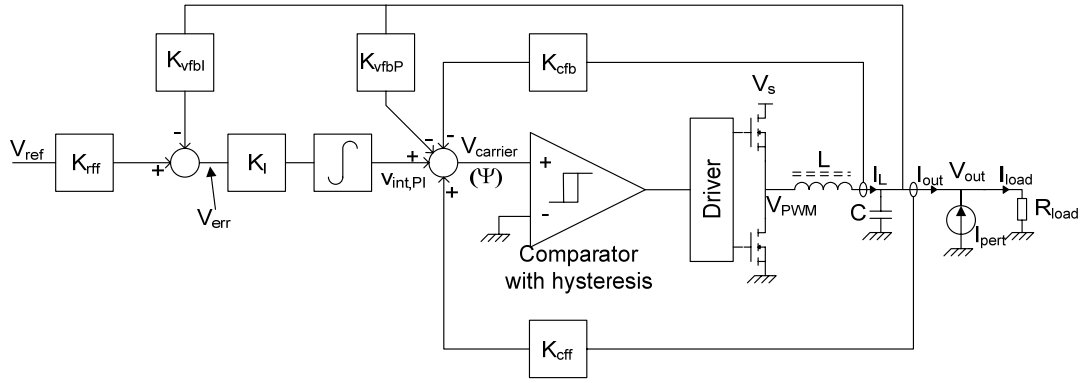 K_vfbI
K_vfbP
K_cfb
V_s
V_ref
K_rff
-
+
V_err
K_I
∫
+
-
-
+
v_int,PI
V_carrier
(Ψ)
+
-
Comparator
with hysteresis
Driver
V_PWM
L
I_L
C
I_out
V_out
I_load
I_pert
R_load
K_cff